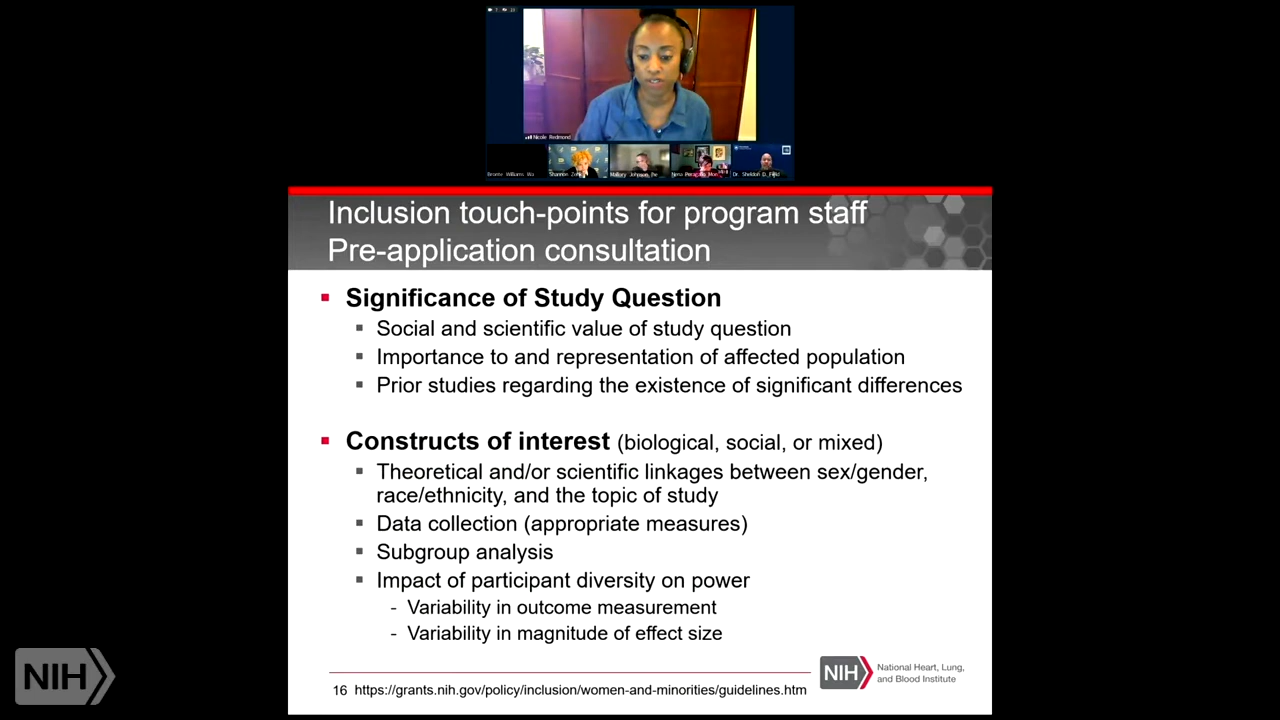 Nicole Redmond
Shannon
Mallory Johnson
Dr. Sheldon D.
Inclusion touch-points for program staff
Pre-application consultation
Significance of Study Question
Social and scientific value of study question
Importance to and representation of affected population
Prior studies regarding the existence of significant differences
Constructs of interest (biological, social, or mixed)
Theoretical and/or scientific linkages between sex/gender,
race/ethnicity, and the topic of study
Data collection (appropriate measures)
Subgroup analysis
Impact of participant diversity on power
- Variability in outcome measurement
- Variability in magnitude of effect size
16 https://grants.nih.gov/policy/inclusion/women-and-minorities/guidelines.htm
NIH National Heart, Lung,
and Blood Institute
NIH